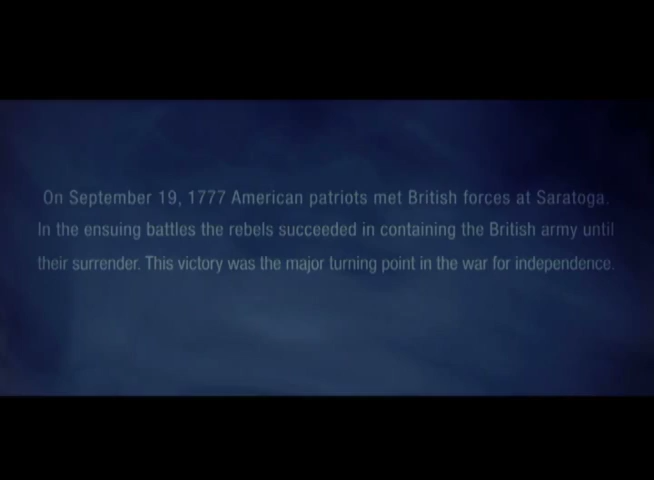 On September 19, 1777 American patriots met British forces at Saratoga.
In the ensuing battles the rebels succeeded in containing the British army until
their surrender. This victory was the major turning point in the war for independence.